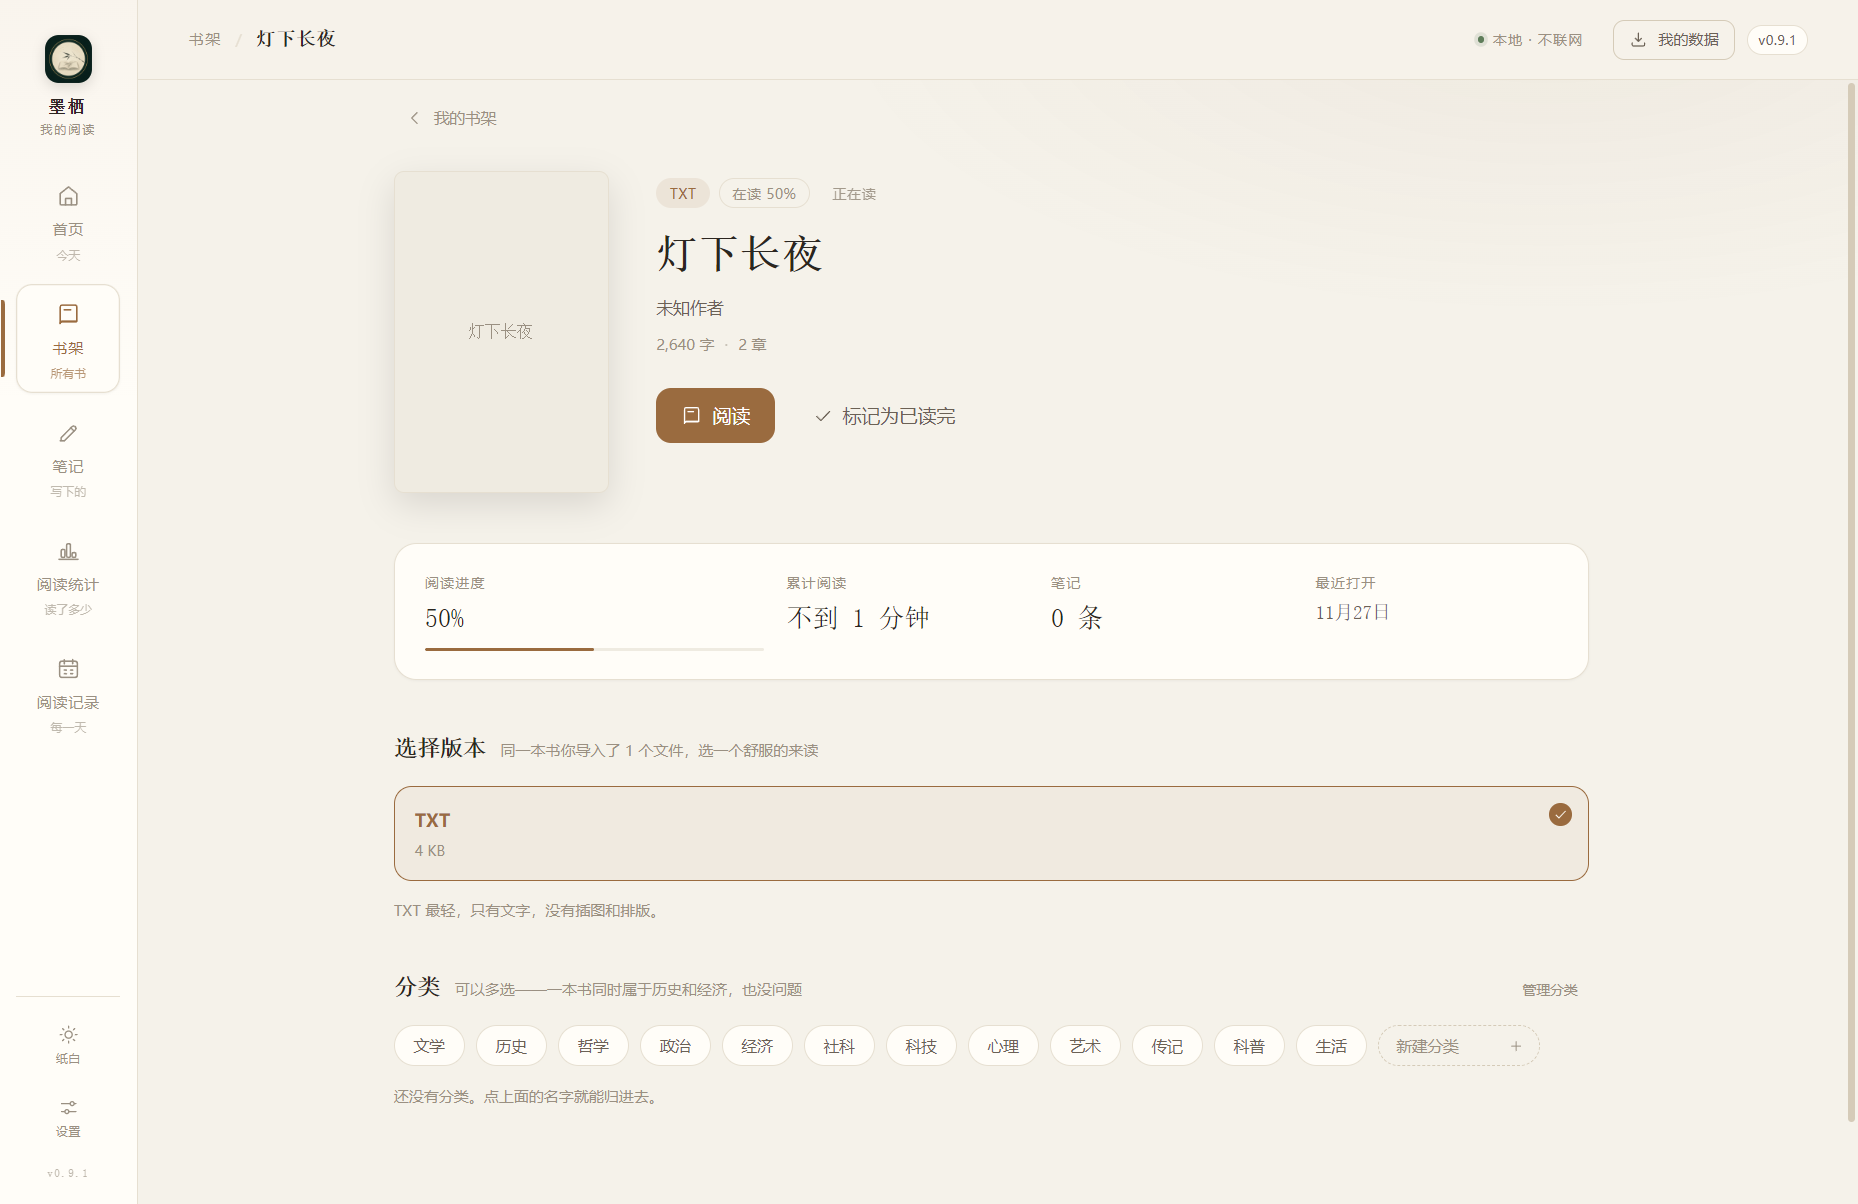 墨栖
我的阅读
首页
今天
书架
所有书
笔记
写下的
阅读统计
读了多少
阅读记录
每一天
纸白
设置
v0.9.1
书架 / 灯下长夜
本地 · 不联网
我的数据
v0.9.1
我的书架
灯下长夜
TXT
在读 50%
正在读
灯下长夜
未知作者
2,640 字 · 2 章
阅读
标记为已读完
阅读进度
50%
累计阅读
不到 1 分钟
笔记
0 条
最近打开
11月27日
选择版本 同一本书你导入了 1 个文件，选一个舒服的来读
TXT
4 KB
TXT 最轻，只有文字，没有插图和排版。
分类 可以多选——一本书同时属于历史和经济，也没问题
管理分类
文学 历史 哲学 政治 经济 社科 科技 心理 艺术 传记 科普 生活 新建分类 +
还没有分类。点上面的名字就能归进去。